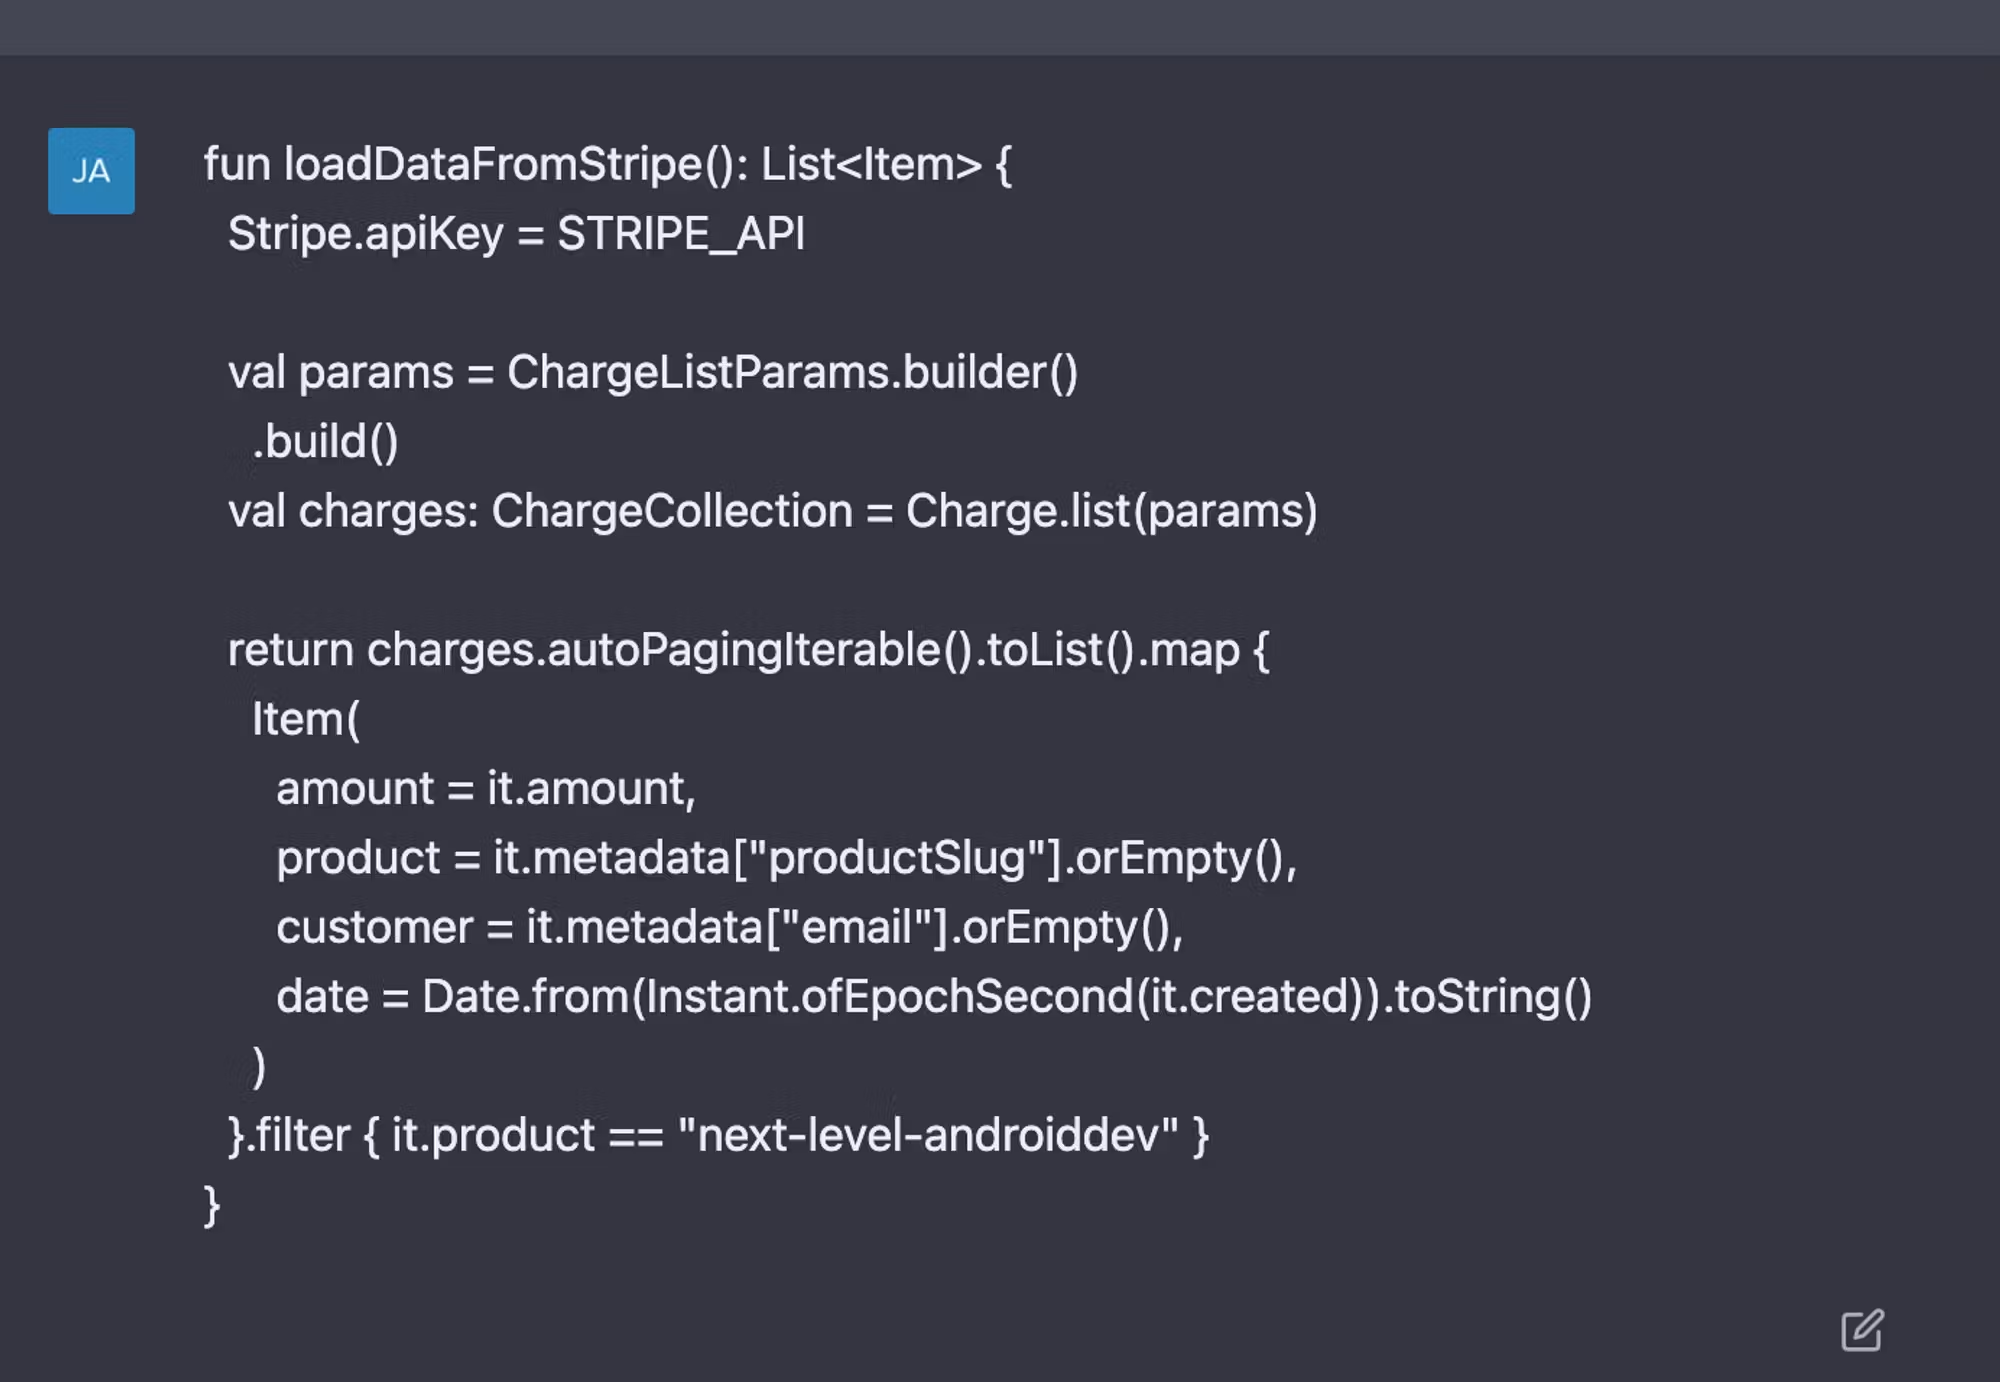 JA
fun loadDataFromStripe(): List<Item> {
Stripe.apiKey = STRIPE_API
val params = ChargeListParams.builder()
.build()
val charges: ChargeCollection = Charge.list(params)
return charges.autoPagingIterable().toList().map {
Item(
amount = it.amount,
product = it.metadata["productSlug"].orEmpty(),
customer = it.metadata["email"].orEmpty(),
date = Date.from(Instant.ofEpochSecond(it.created)).toString()
)
}.filter { it.product == "next-level-androiddev" }
}